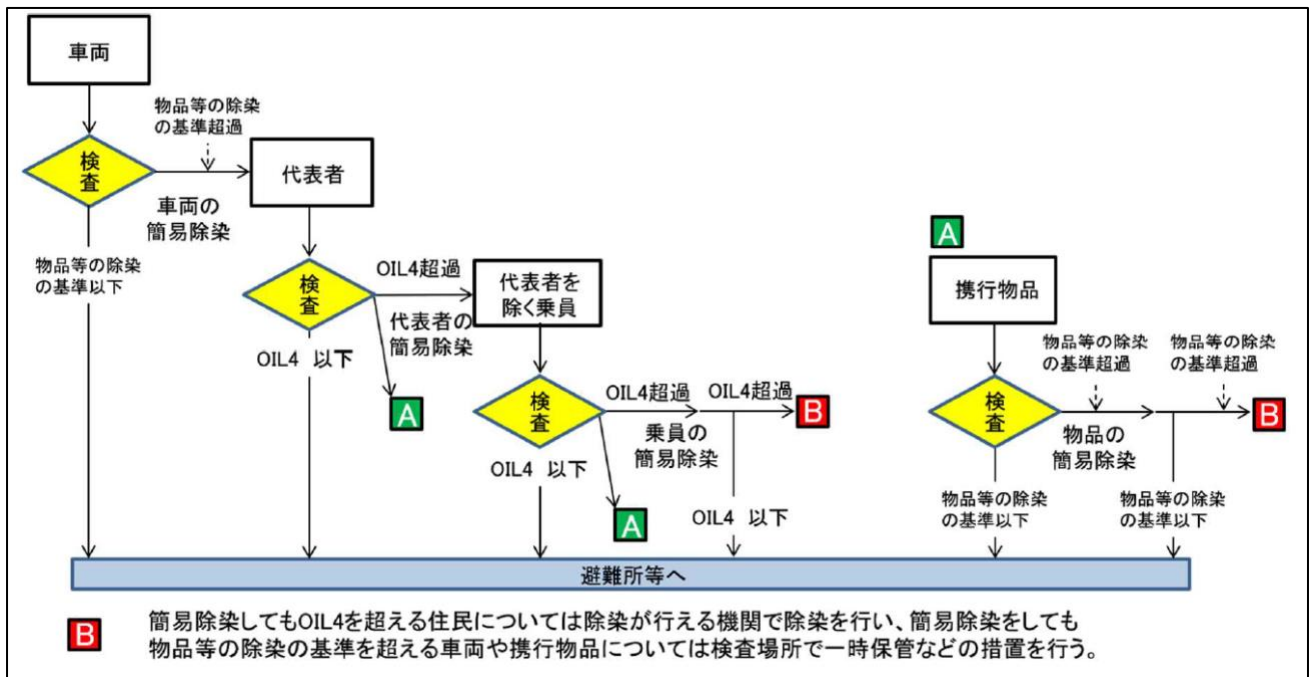 車両
物品等の除染
の基準超過
検
査
代表者
車両の
簡易除染
物品等の除染
の基準以下
検
査
OIL4超過
代表者を
除く乗員
代表者の
簡易除染
OIL4 以下
A
検
査
OIL4超過
OIL4超過
B
乗員の
簡易除染
OIL4 以下
A
OIL4 以下
A
携行物品
物品等の除染
の基準超過
物品等の除染
の基準超過
検
査
B
物品の
簡易除染
物品等の除染
の基準以下
物品等の除染
の基準以下
避難所等へ
B
簡易除染してもOIL4を超える住民については除染が行える機関で除染を行い、簡易除染をしても
物品等の除染の基準を超える車両や携行物品については検査場所で一時保管などの措置を行う。